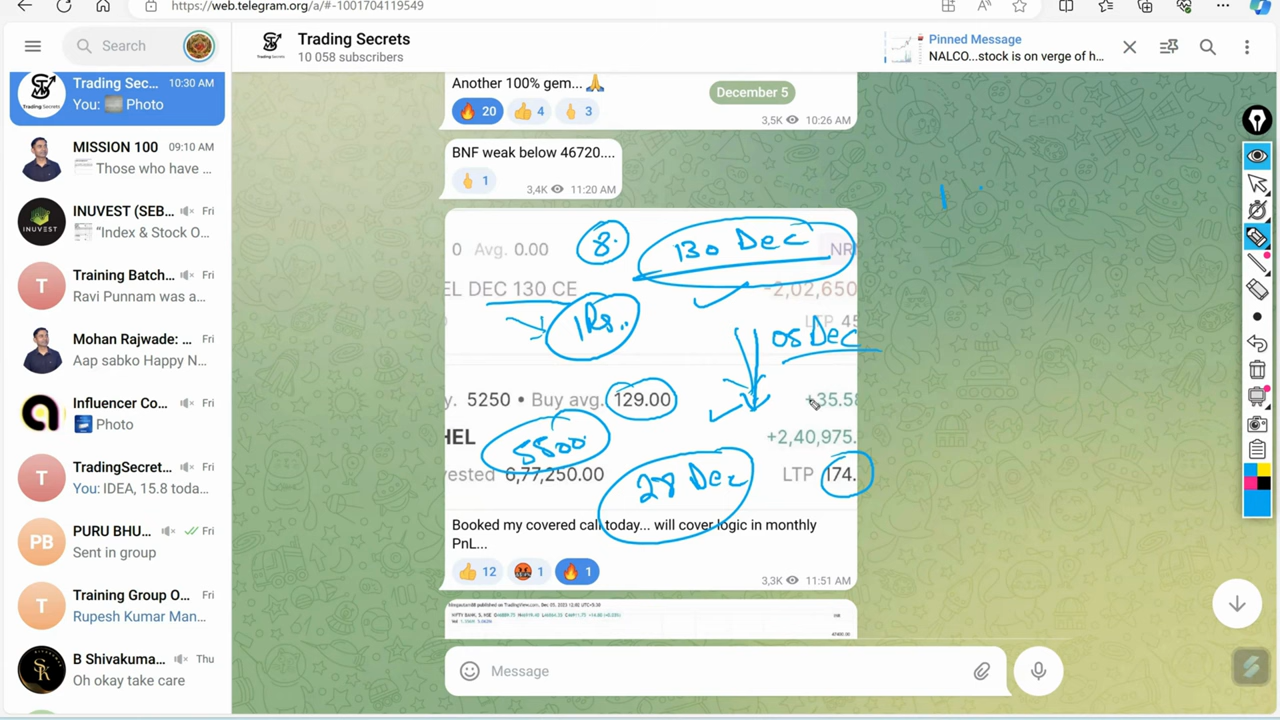 https://web.telegram.org/a/#-1001704119549
Search
Trading Secrets
10 058 subscribers
Pinned Message
NALCO...stock is on verge of h...
Trading Sec... 10:30 AM
You: Photo
MISSION 100 09:10 AM
Those who have ...
INUVEST (SEB... Fri
"Index & Stock O...
Training Batch... Fri
T
Ravi Punnam was a...
Mohan Rajwade: ... Fri
Aap sabko Happy N...
Influencer Co... Fri
Photo
TradingSecret... Fri
T
You: IDEA, 15.8 toda...
PURU BHU... Fri
PB
Sent in group
Training Group O... Fri
T
Rupesh Kumar Man...
B Shivakuma... Thu
Oh okay take care
Another 100% gem... 🙏
December 5
20 4 3
3,5K 10:26 AM
BNF weak below 46720....
1
3,4K 11:20 AM
0 Avg. 0.00 8. 130 Dec NR
EL DEC 130 CE -2,02,650
1Rs.. LTP 45
05 Dec
y. 5250 • Buy avg. 129.00 +35.58
HEL 5800 +2,40,975.
vested 6,77,250.00 28 Dec LTP 174.
Booked my covered call today... will cover logic in monthly
PnL...
12 1 1
3,3K 11:51 AM
Message